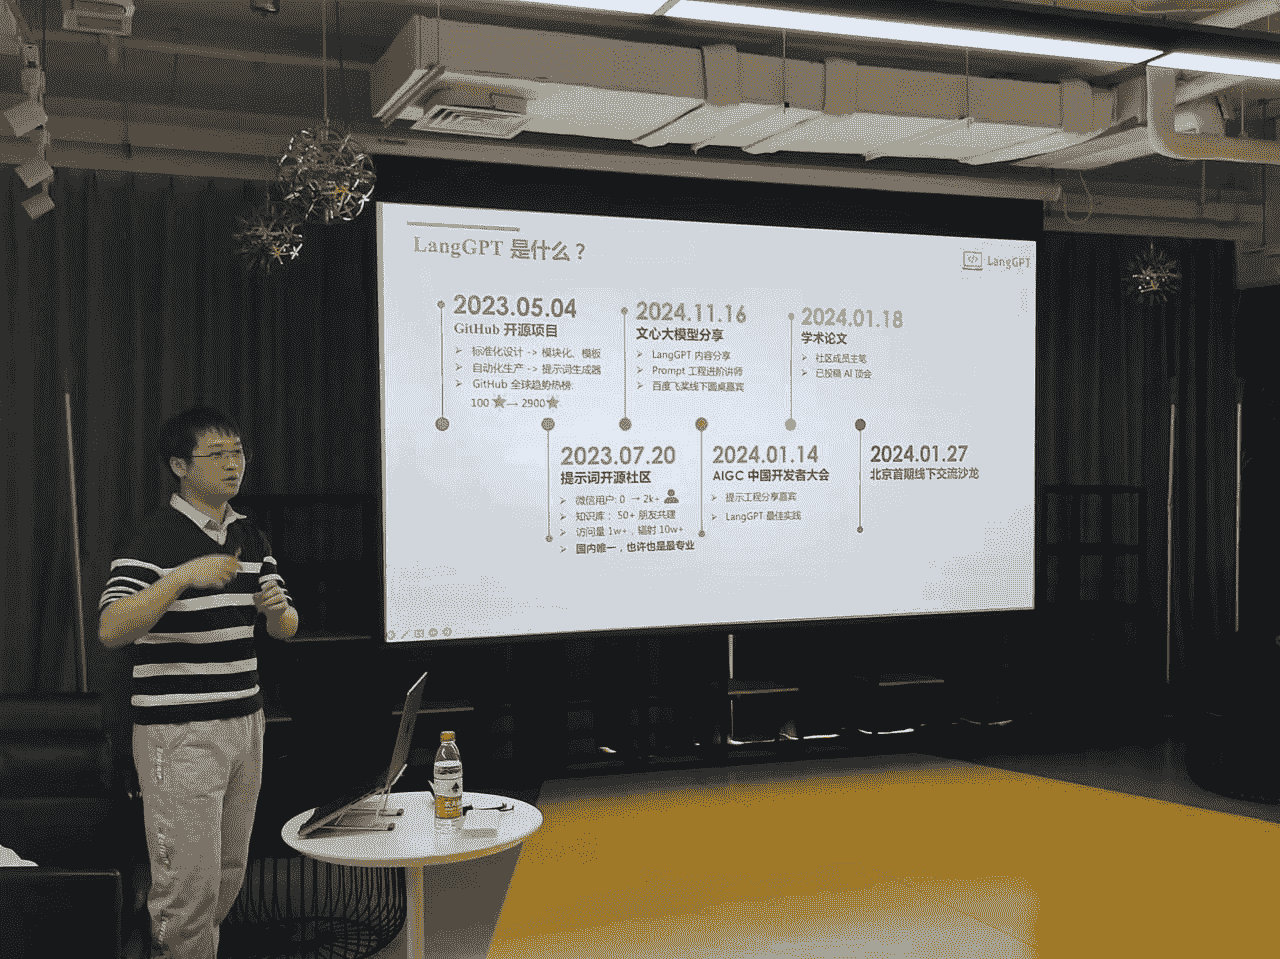 LangGPT 是什么？
LangGPT
2023.05.04
GitHub 开源项目
标准化设计 -> 模块化、模板
自动化生产 -> 提示词生成器
GitHub 全球趋势热榜
100 ★→ 2900★
2024.11.16
文心大模型分享
LangGPT 内容分享
Prompt 工程进阶讲师
百度飞桨线下圆桌嘉宾
2024.01.18
学术论文
社区成员主笔
已投稿 AI 顶会
2023.07.20
提示词开源社区
微信用户: 0 → 2k+
知识库： 50+ 朋友共建
访问量 1w+，辐射 10w+
国内唯一，也许也是最专业
2024.01.14
AIGC 中国开发者大会
提示工程分享嘉宾
LangGPT 最佳实践
2024.01.27
北京首期线下交流沙龙